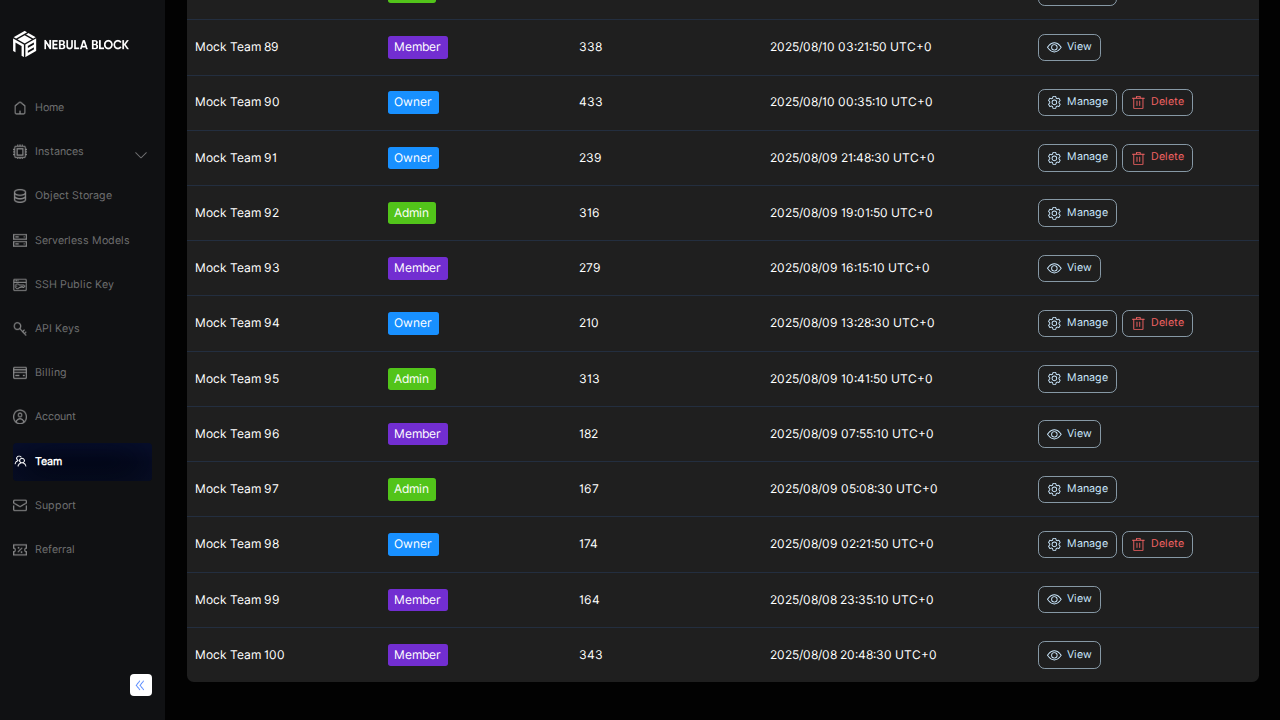 NEBULA BLOCK
Home
Instances
Object Storage
Serverless Models
SSH Public Key
API Keys
Billing
Account
Team
Support
Referral
Mock Team 89 Member 338 2025/08/10 03:21:50 UTC+0 View
Mock Team 90 Owner 433 2025/08/10 00:35:10 UTC+0 Manage Delete
Mock Team 91 Owner 239 2025/08/09 21:48:30 UTC+0 Manage Delete
Mock Team 92 Admin 316 2025/08/09 19:01:50 UTC+0 Manage
Mock Team 93 Member 279 2025/08/09 16:15:10 UTC+0 View
Mock Team 94 Owner 210 2025/08/09 13:28:30 UTC+0 Manage Delete
Mock Team 95 Admin 313 2025/08/09 10:41:50 UTC+0 Manage
Mock Team 96 Member 182 2025/08/09 07:55:10 UTC+0 View
Mock Team 97 Admin 167 2025/08/09 05:08:30 UTC+0 Manage
Mock Team 98 Owner 174 2025/08/09 02:21:50 UTC+0 Manage Delete
Mock Team 99 Member 164 2025/08/08 23:35:10 UTC+0 View
Mock Team 100 Member 343 2025/08/08 20:48:30 UTC+0 View